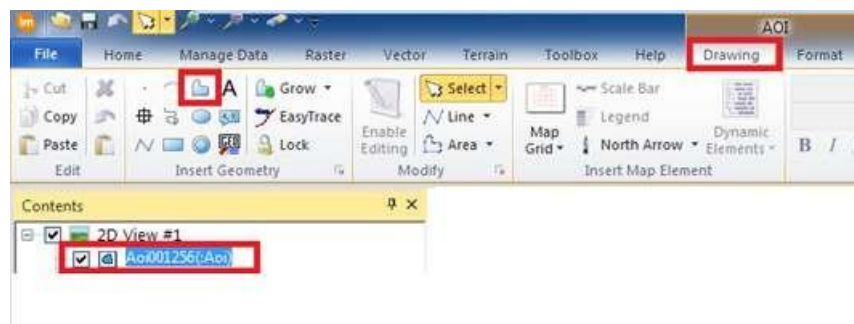 AOI
File Home Manage Data Raster Vector Terrain Toolbox Help Drawing Format
Cut A Grow Select Scale Bar
Copy EasyTrace Line Legend
Paste GEO Lock Enable Editing Area Map Grid North Arrow Dynamic Elements B I
Edit Insert Geometry Modify Insert Map Element
Contents
2D View #1
Aoi001256(:Aoi)